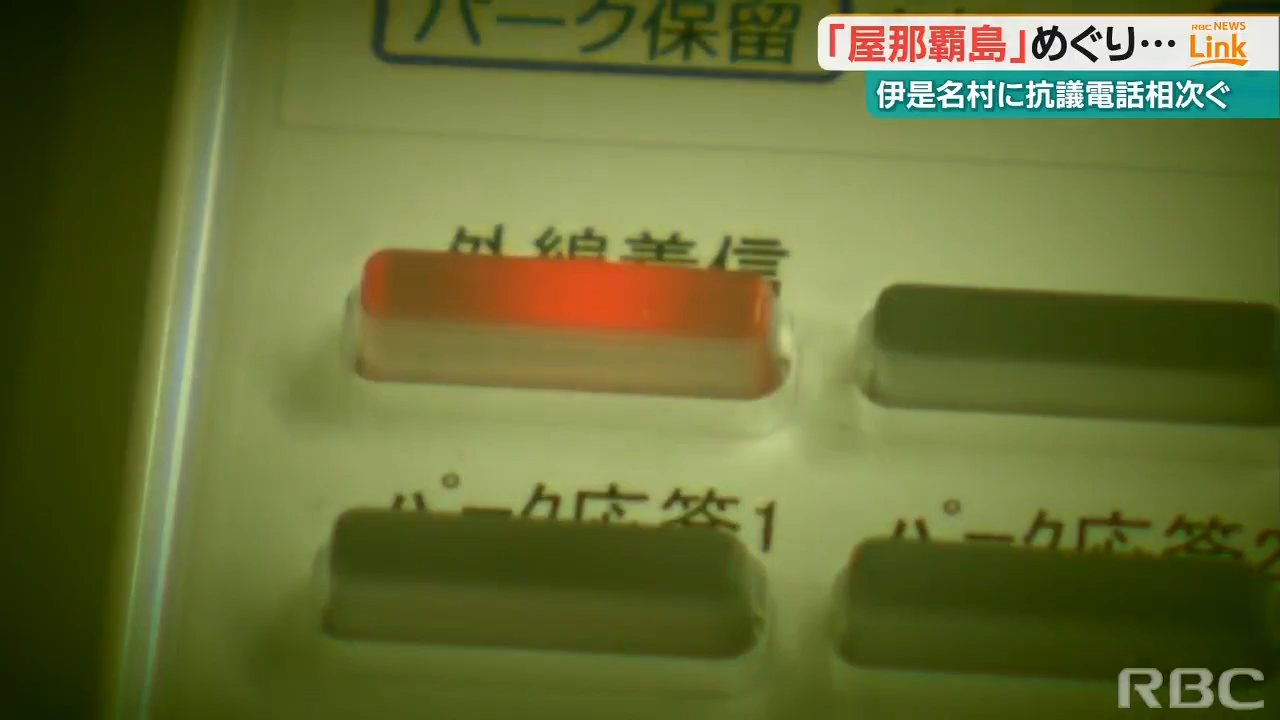 パーク保留
「屋那覇島」めぐり…
RBC NEWS
Link
伊是名村に抗議電話相次ぐ
外線着信
パーク応答1
パーク応答2
RBC